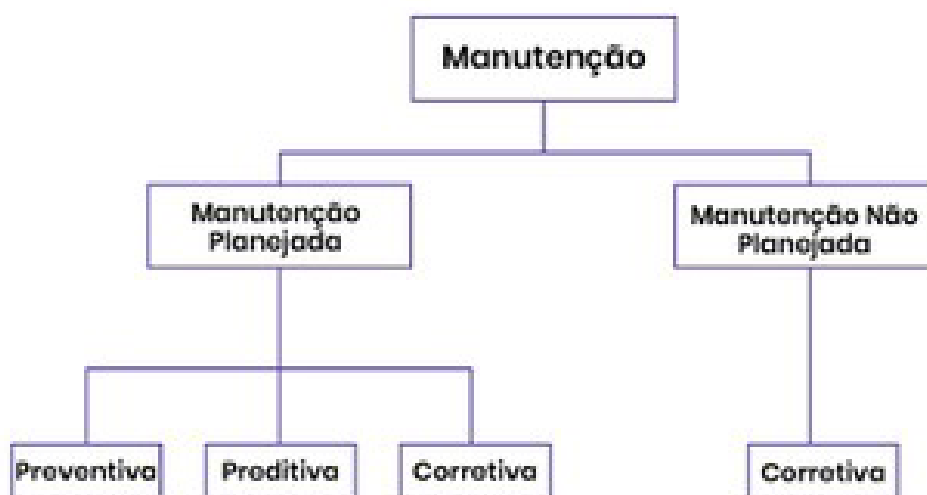 Manutenção
Manutenção
Planejada
Manutenção Não
Planejada
Preventiva
Preditiva
Corretiva
Corretiva